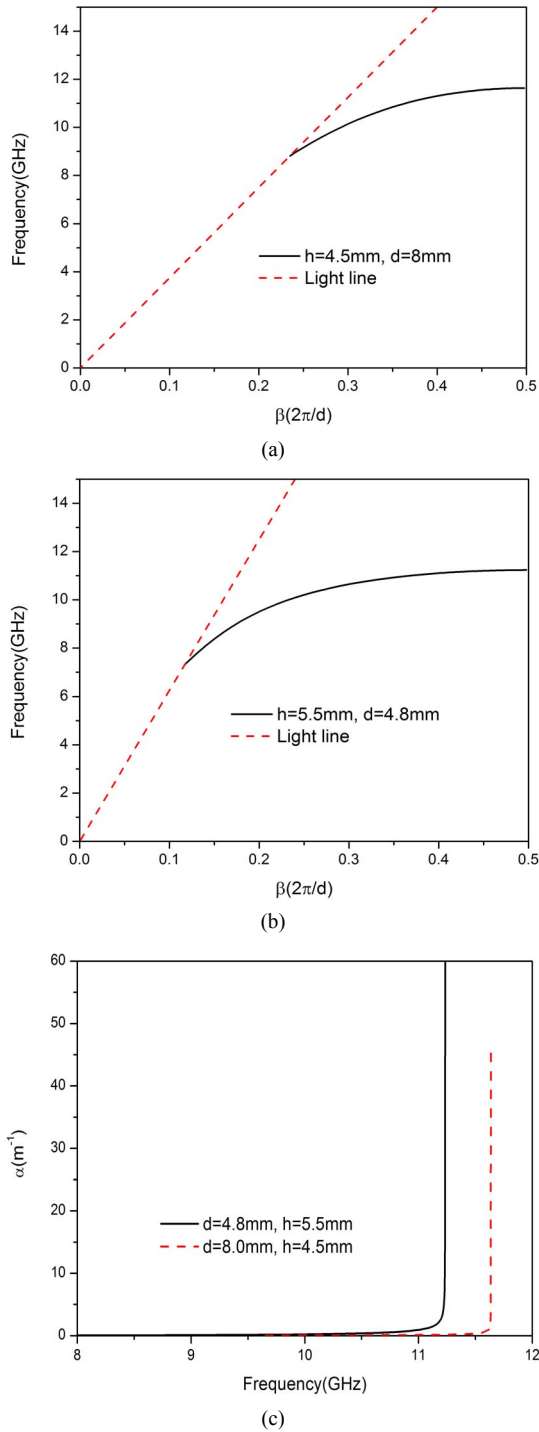 14
12
10
8
6
4
2
0
Frequency(GHz)
h=4.5mm, d=8mm
Light line
0.0 0.1 0.2 0.3 0.4 0.5
β(2π/d)
(a)
14
12
10
8
6
4
2
0
Frequency(GHz)
h=5.5mm, d=4.8mm
Light line
0.0 0.1 0.2 0.3 0.4 0.5
β(2π/d)
(b)
60
50
40
30
20
10
0
α(m⁻¹)
d=4.8mm, h=5.5mm
d=8.0mm, h=4.5mm
8 9 10 11 12
Frequency(GHz)
(c)